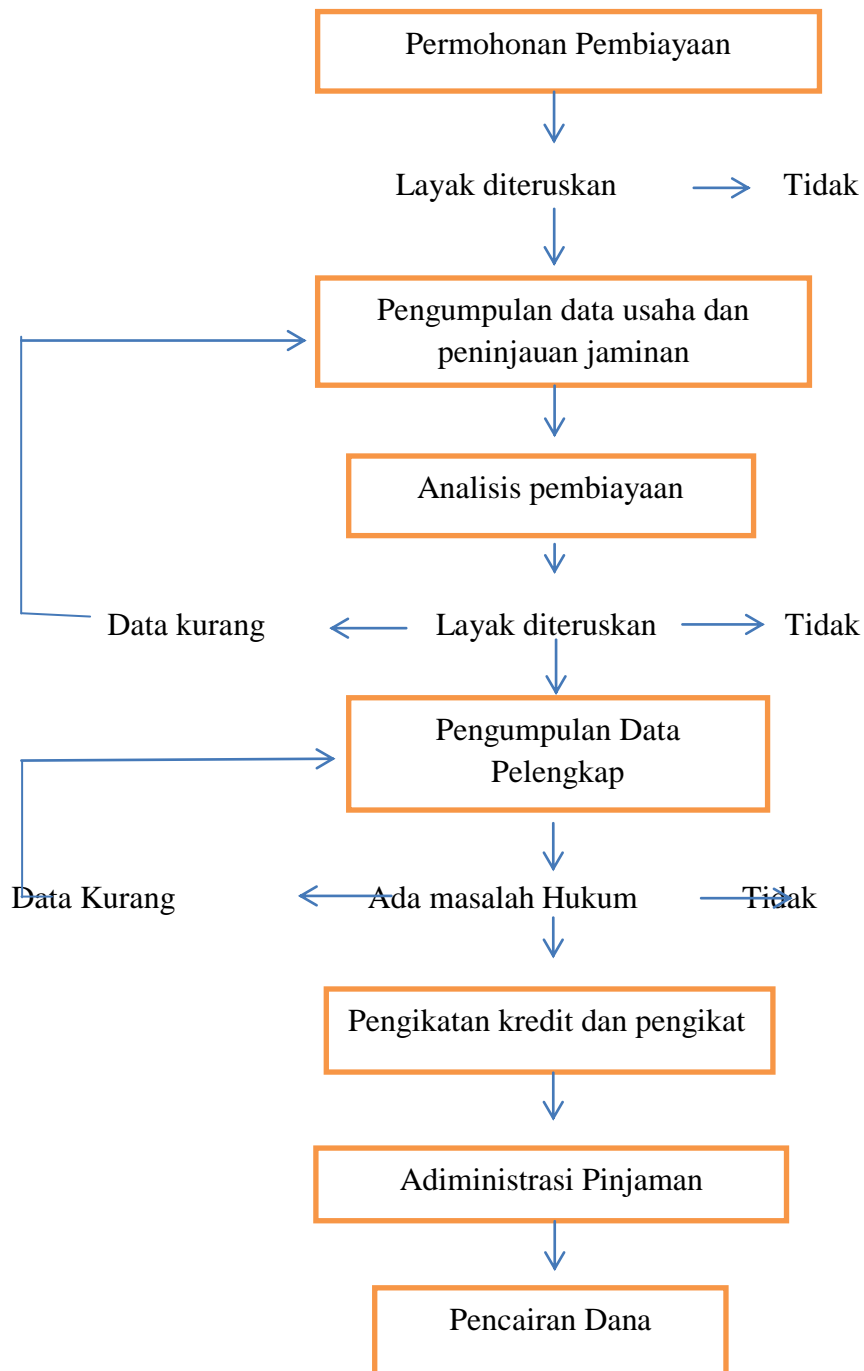 Permohonan Pembiayaan
Layak diteruskan Tidak
Pengumpulan data usaha dan
peninjauan jaminan
Analisis pembiayaan
Data kurang Layak diteruskan Tidak
Pengumpulan Data
Pelengkap
Data Kurang Ada masalah Hukum Tidak
Pengikatan kredit dan pengikat
Adiministrasi Pinjaman
Pencairan Dana